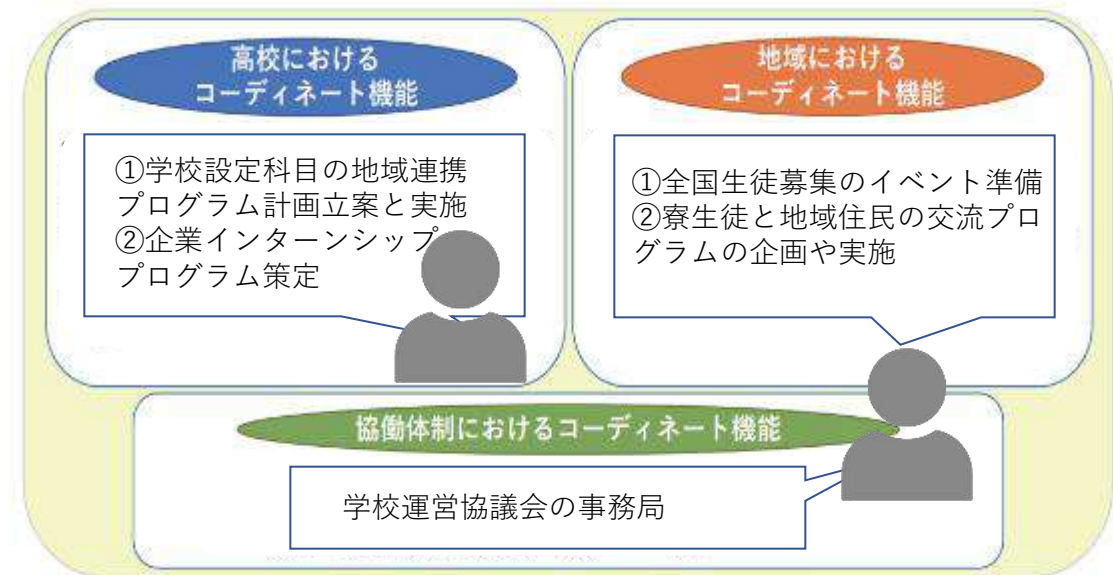 高校における
コーディネート機能
①学校設定科目の地域連携
プログラム計画立案と実施
②企業インターンシップ
プログラム策定
地域における
コーディネート機能
①全国生徒募集のイベント準備
②寮生徒と地域住民の交流プロ
グラムの企画や実施
協働体制におけるコーディネート機能
学校運営協議会の事務局